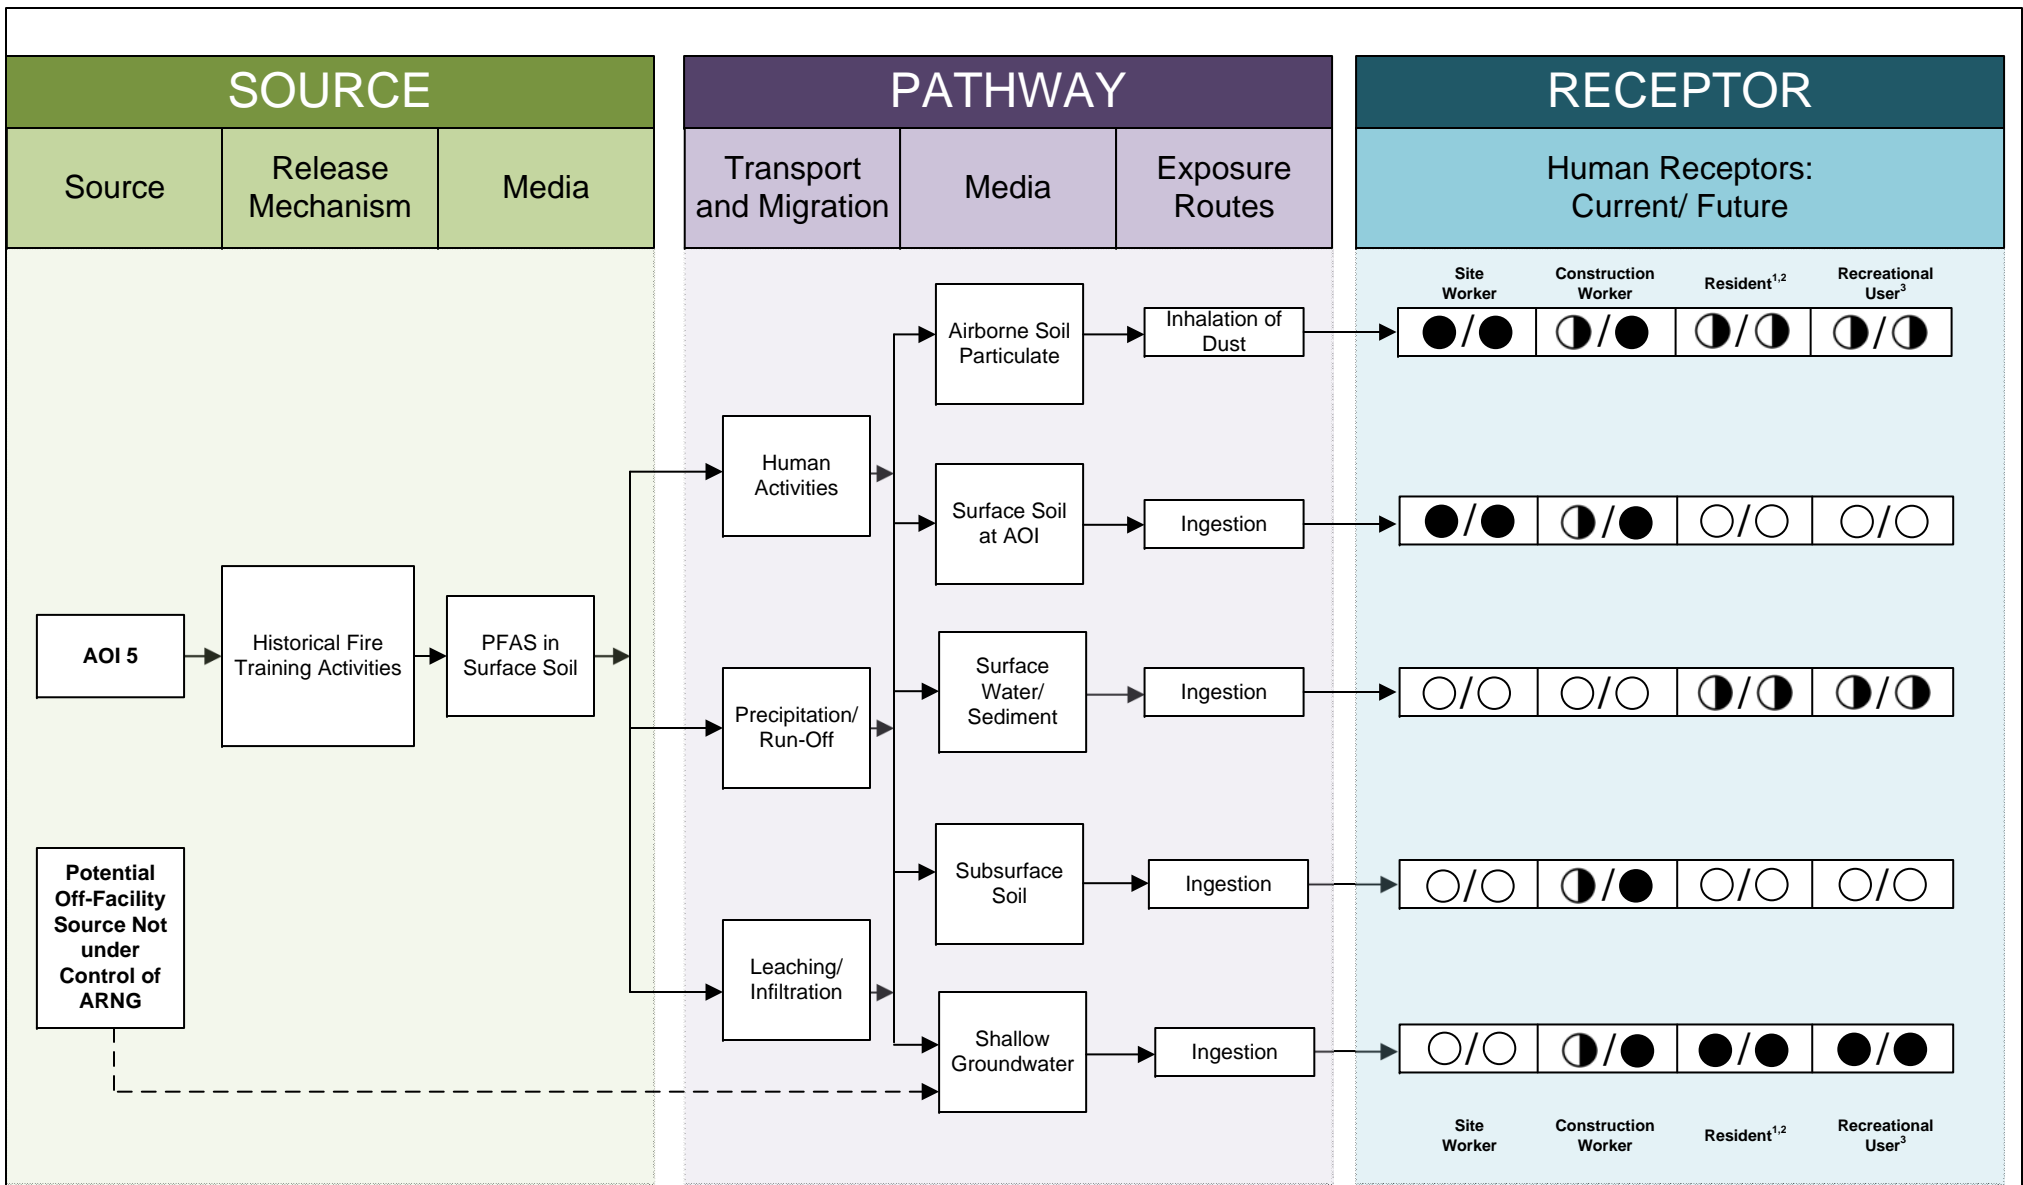 SOURCE
PATHWAY
RECEPTOR
Source
Release
Mechanism
Media
Transport
and Migration
Media
Exposure
Routes
Human Receptors:
Current/ Future
Site
Worker
Construction
Worker
Resident1,2
Recreational
User3
Airborne Soil
Particulate
Inhalation of
Dust
/
/
/
/
Human
Activities
Surface Soil
at AOI
Ingestion
/
/
/
/
AOI 5
Historical Fire
Training Activities
PFAS in
Surface Soil
Precipitation/
Run-Off
Surface
Water/
Sediment
Ingestion
/
/
/
/
Potential
Off-Facility
Source Not
under
Control of
ARNG
Subsurface
Soil
Ingestion
/
/
/
/
Leaching/
Infiltration
Shallow
Groundwater
Ingestion
/
/
/
/
Site
Worker
Construction
Worker
Resident1,2
Recreational
User3